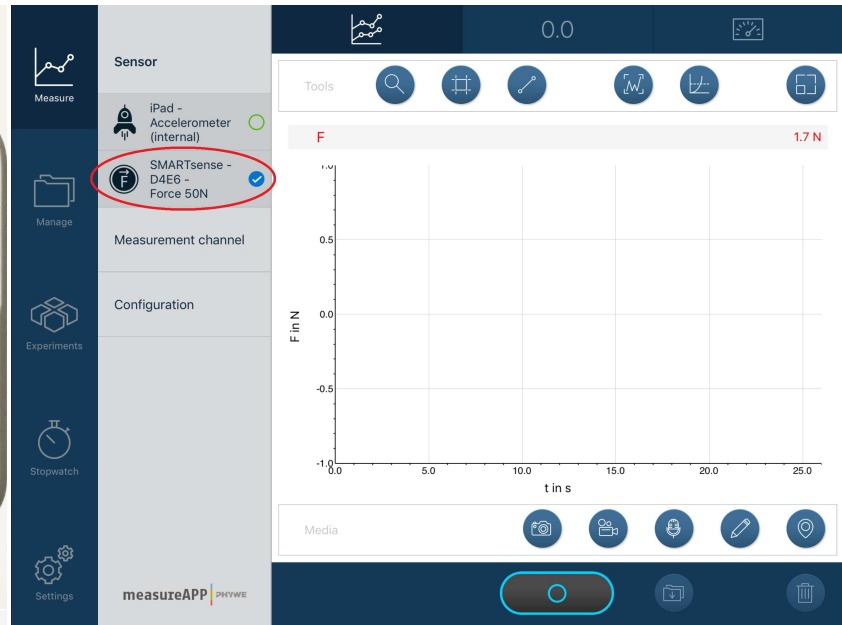 Measure
Manage
Experiments
Stopwatch
Settings
Sensor
iPad -
Accelerometer
(internal)
F
SMARTsense -
D4E6 -
Force 50N
Measurement channel
Configuration
measureAPP PHYWE
0.0
Tools
F 1.7 N
1.0
0.5
0.0
-0.5
-1.0
F in N
0.0 5.0 10.0 15.0 20.0 25.0
t in s
Media